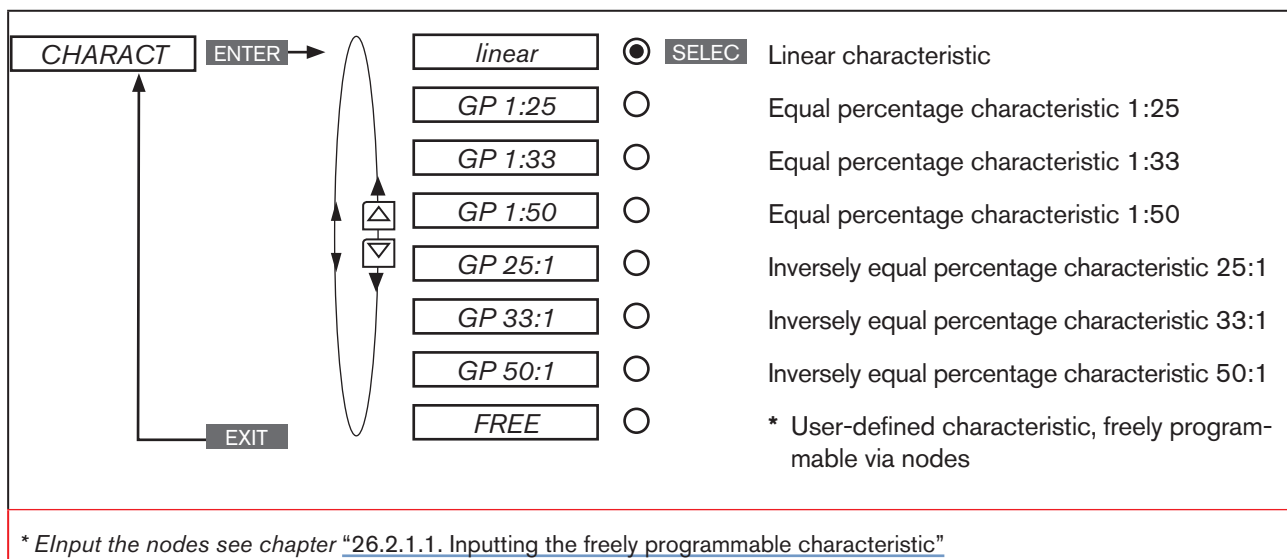 CHARACT ENTER linear SELEC Linear characteristic
GP 1:25 Equal percentage characteristic 1:25
GP 1:33 Equal percentage characteristic 1:33
GP 1:50 Equal percentage characteristic 1:50
GP 25:1 Inversely equal percentage characteristic 25:1
GP 33:1 Inversely equal percentage characteristic 33:1
GP 50:1 Inversely equal percentage characteristic 50:1
EXIT FREE * User-defined characteristic, freely program-
mable via nodes
* EInput the nodes see chapter “26.2.1.1. Inputting the freely programmable characteristic”